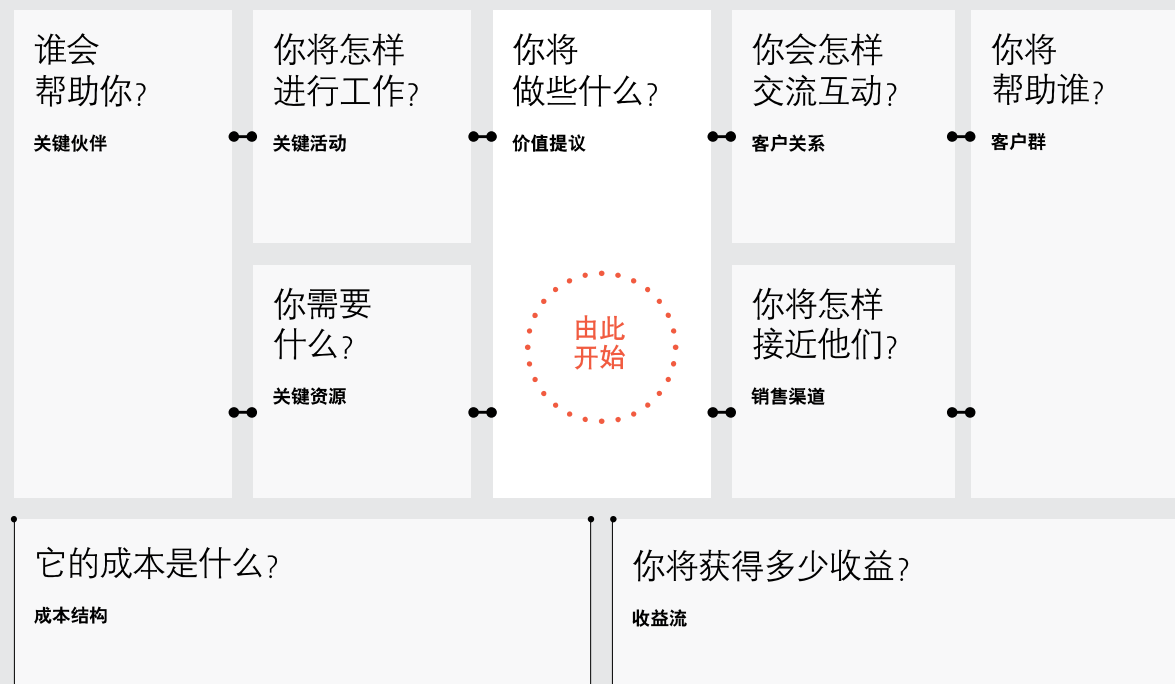 谁会
帮助你?
关键伙伴
你将怎样
进行工作?
关键活动
你需要
什么?
关键资源
你将
做些什么?
价值提议
由此
开始
你会怎样
交流互动?
客户关系
你将怎样
接近他们?
销售渠道
你将
帮助谁?
客户群
它的成本是什么?
成本结构
你将获得多少收益?
收益流